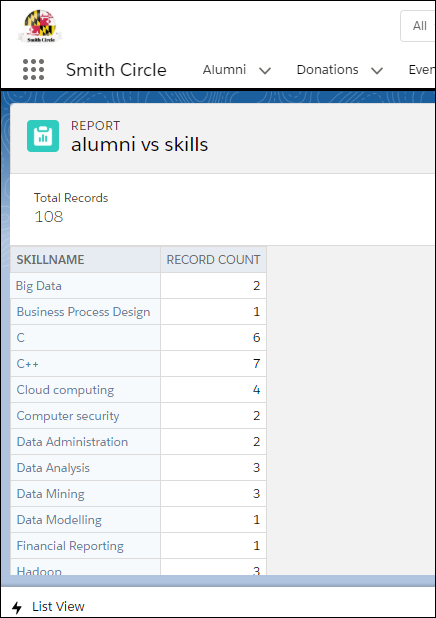 Smith Circle
All
Smith Circle Alumni Donations Even
REPORT
alumni vs skills
Total Records
108
SKILLNAME RECORD COUNT
Big Data 2
Business Process Design 1
C 6
C++ 7
Cloud computing 4
Computer security 2
Data Administration 2
Data Analysis 3
Data Mining 3
Data Modelling 1
Financial Reporting 1
Hadoop 3
List View